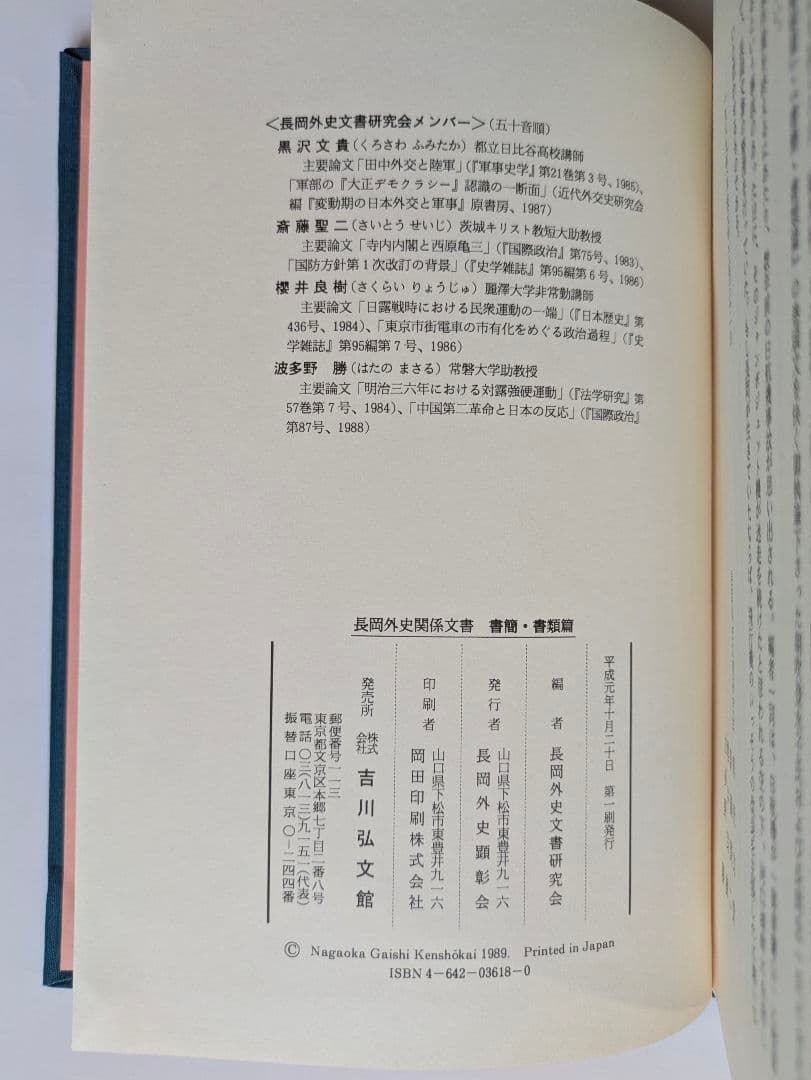 ＜長岡外史文書研究会メンバー＞（五十音順）
黒沢文貴（くろさわ ふみたか）都立日比谷高校講師
主要論文「田中外交と陸軍」（『軍事史学』第21巻第3号、1985）、
「軍部の『大正デモクラシー』認識の一断面」（近代外交史研究会
編『変動期の日本外交と軍事』原書房、1987）
斎藤聖二（さいとう せいじ）茨城キリスト教短大助教授
主要論文「寺内内閣と西原亀三」（『国際政治』第75号、1983）、
「国防方針第1次改訂の背景」（『史学雑誌』第95編第6号、1986）
櫻井良樹（さくらい りょうじゅ）麗澤大学非常勤講師
主要論文「日露戦時における民衆運動の一端」（『日本歴史』第
436号、1984）、「東京市街電車の市有化をめぐる政治過程」（『史
学雑誌』第95編第7号、1986）
波多野 勝（はたの まさる）常磐大学助教授
主要論文「明治三六年における対露強硬運動」（『法学研究』第
57巻第7号、1984）、「中国第二革命と日本の反応」（『国際政治』
第87号、1988）
長岡外史関係文書 書簡・書類篇
平成元年十月二十日 第一刷発行
編者 長岡外史文書研究会
発行者 山口県下松市東豊井九一六
長岡外史顕彰会
印刷者 山口県下松市東豊井九一六
岡田印刷株式会社
発売所 株式会社 吉川弘文館
郵便番号一一三
東京都文京区本郷七丁目二番八号
電話〇三(八一三)九一五一(代表)
振替口座東京〇－二四四番
© Nagaoka Gaishi Kenshōkai 1989. Printed in Japan
ISBN 4-642-03618-0